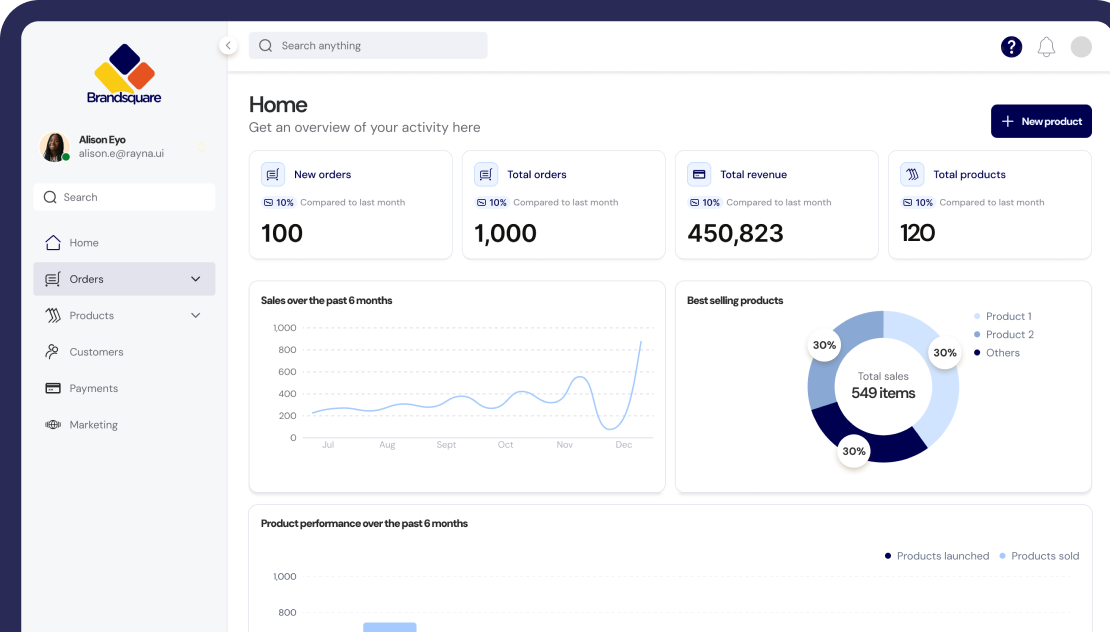 Brandsquare
Alison Eyo
alison.e@rayna.ui
Search
Home
Orders
Products
Customers
Payments
Marketing
Search anything
?
Home
Get an overview of your activity here
New product
New orders
10% Compared to last month
100
Total orders
10% Compared to last month
1,000
Total revenue
10% Compared to last month
450,823
Total products
10% Compared to last month
120
Sales over the past 6 months
1,000
800
600
400
200
0
Jul Aug Sept Oct Nov Dec
Best selling products
30%
30%
30%
Total sales
549 items
Product 1
Product 2
Others
Product performance over the past 6 months
Products launched Products sold
1,000
800